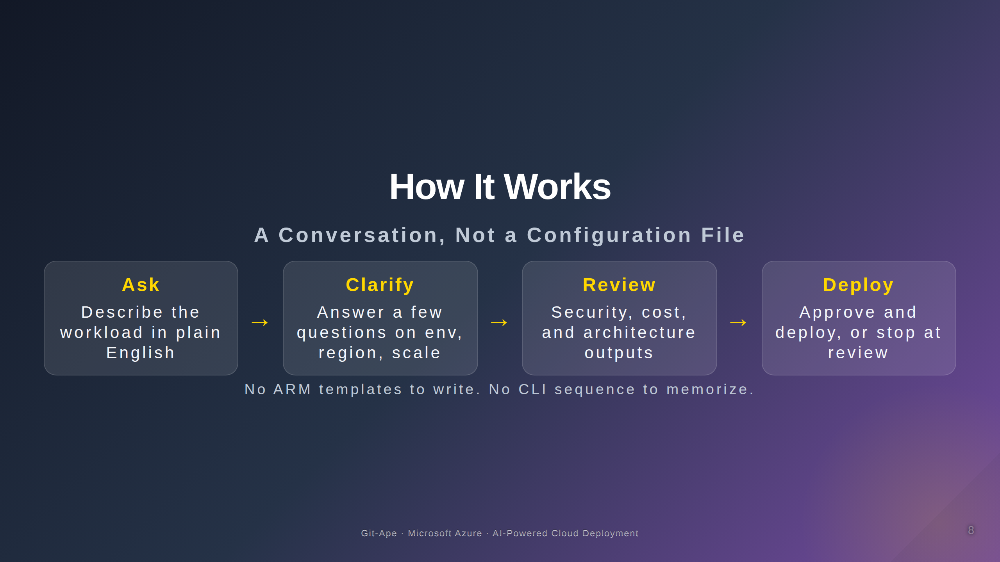 How It Works
A Conversation, Not a Configuration File
Ask
Describe the
workload in plain
English
→
Clarify
Answer a few
questions on env,
region, scale
→
Review
Security, cost,
and architecture
outputs
→
Deploy
Approve and
deploy, or stop at
review
No ARM templates to write. No CLI sequence to memorize.
Git-Ape · Microsoft Azure · AI-Powered Cloud Deployment
8